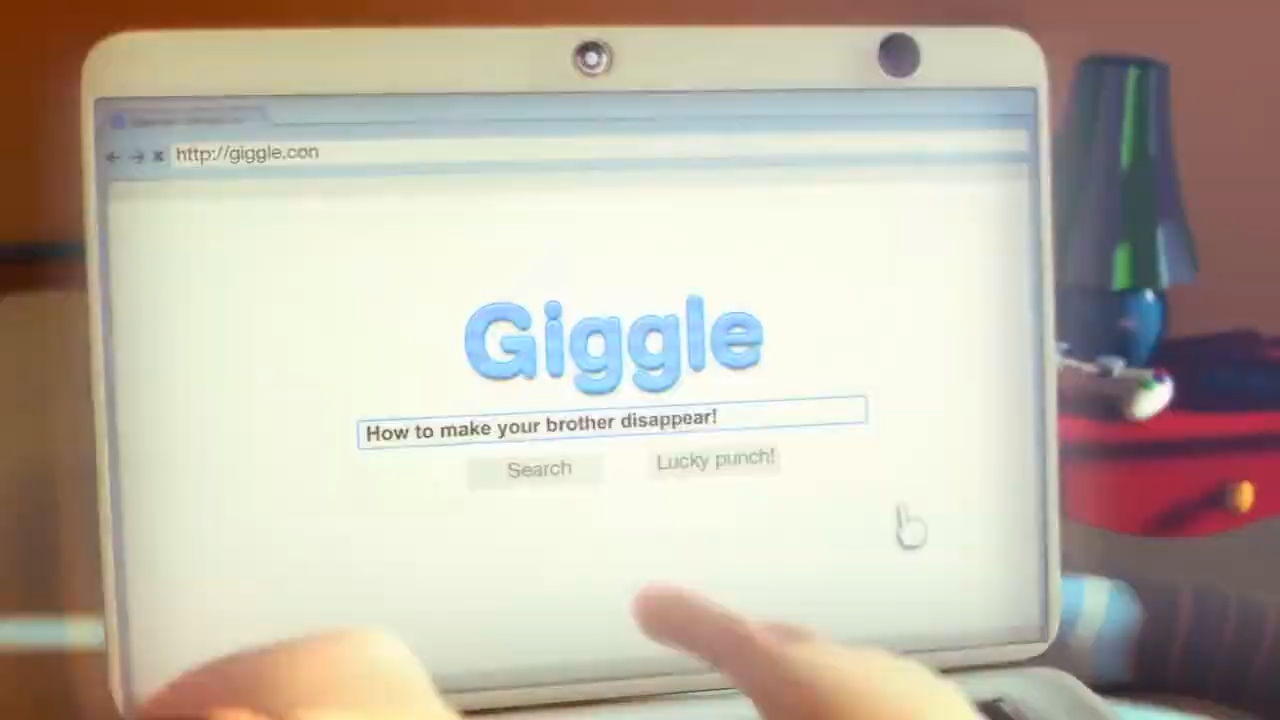 http://giggle.con
Giggle
How to make your brother disappear!
Search
Lucky punch!